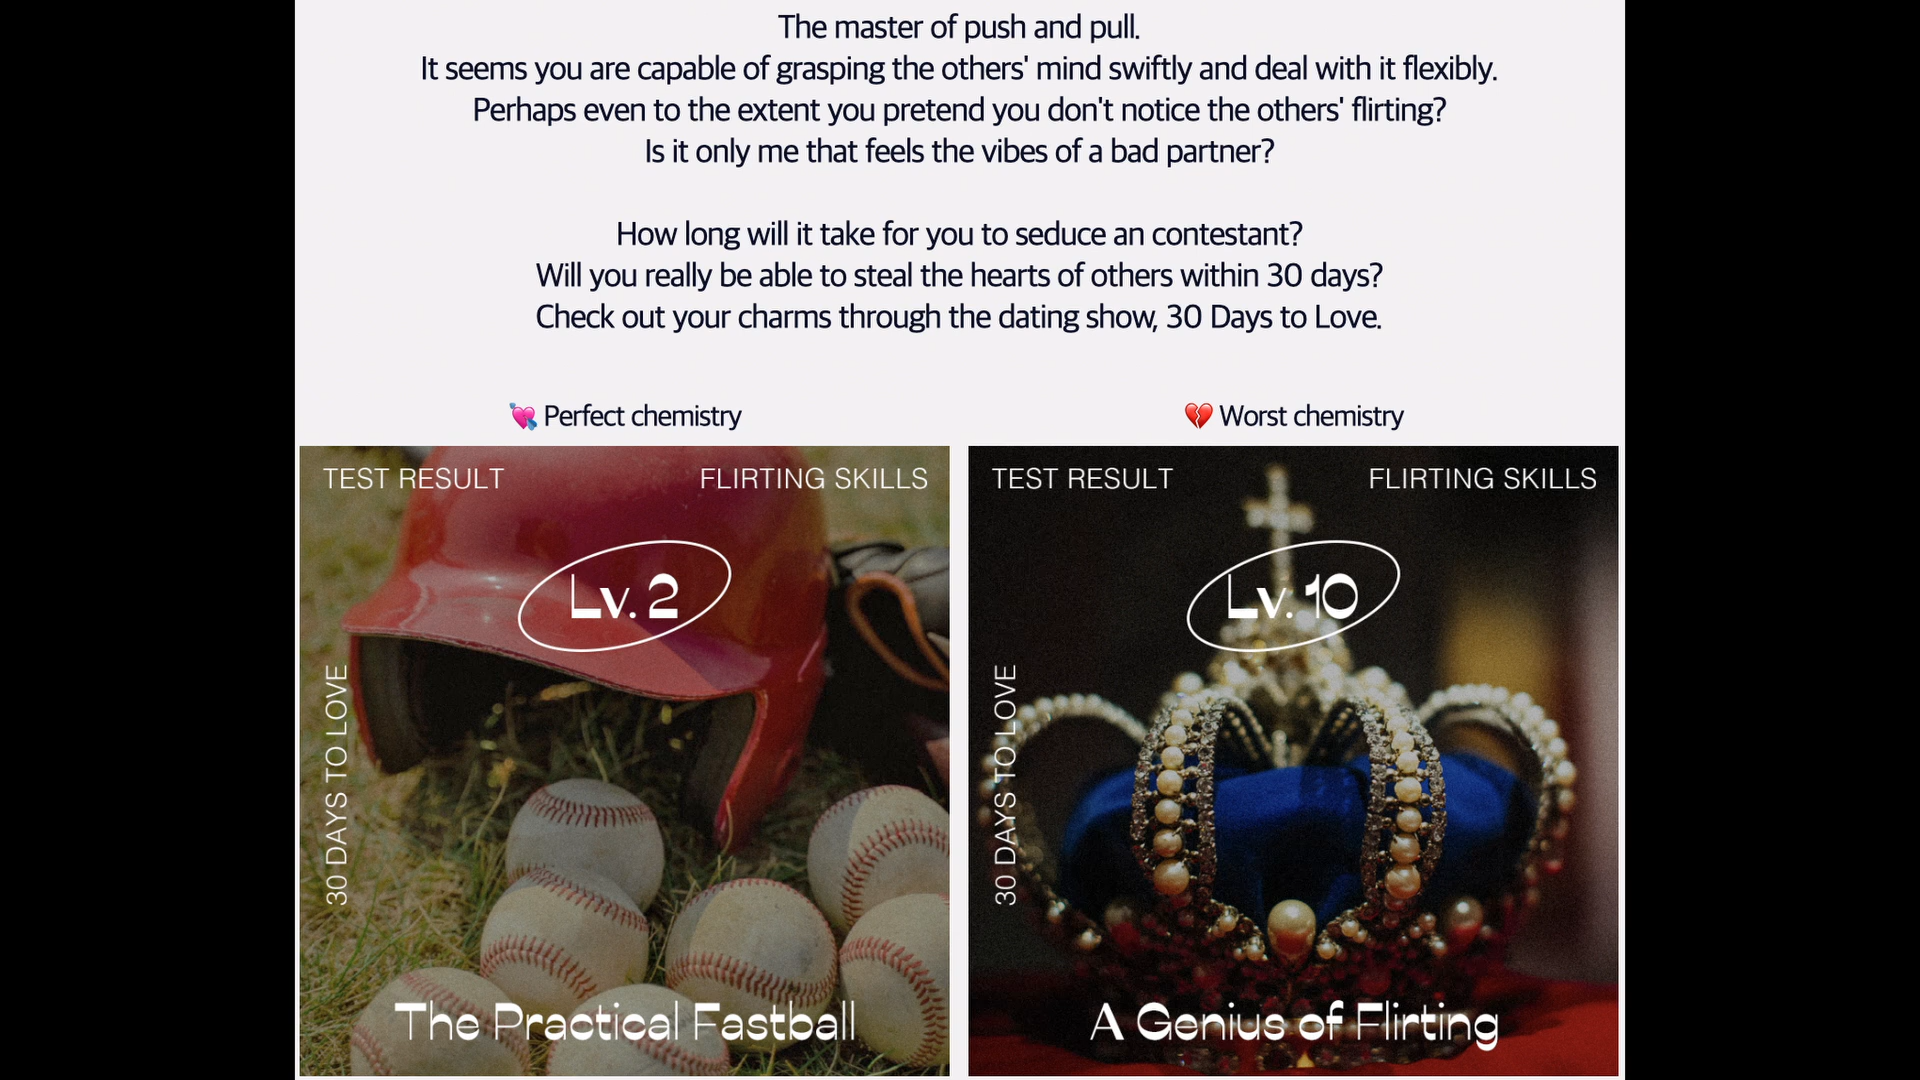 The master of push and pull.
It seems you are capable of grasping the others' mind swiftly and deal with it flexibly.
Perhaps even to the extent you pretend you don't notice the others' flirting?
Is it only me that feels the vibes of a bad partner?
How long will it take for you to seduce an contestant?
Will you really be able to steal the hearts of others within 30 days?
Check out your charms through the dating show, 30 Days to Love.
💘 Perfect chemistry
TEST RESULT
FLIRTING SKILLS
Lv. 2
30 DAYS TO LOVE
The Practical Fastball
💔 Worst chemistry
TEST RESULT
FLIRTING SKILLS
Lv. 10
30 DAYS TO LOVE
A Genius of Flirting